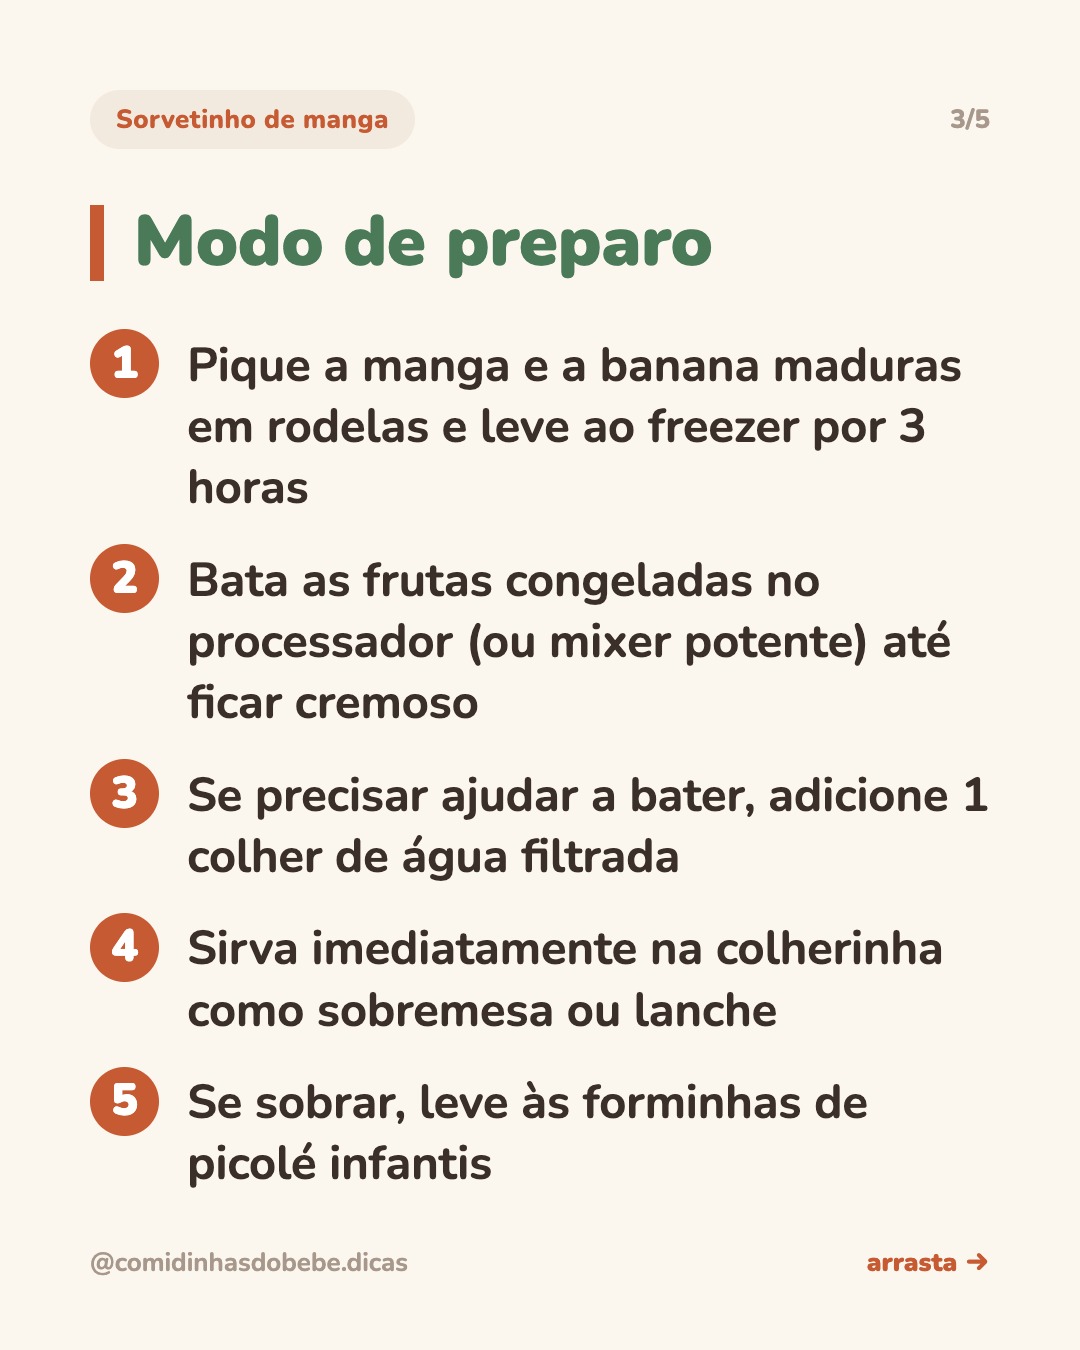 Sorvetinho de manga
3/5
Modo de preparo
1 Pique a manga e a banana maduras
em rodelas e leve ao freezer por 3
horas
2 Bata as frutas congeladas no
processador (ou mixer potente) até
ficar cremoso
3 Se precisar ajudar a bater, adicione 1
colher de água filtrada
4 Sirva imediatamente na colherinha
como sobremesa ou lanche
5 Se sobrar, leve às forminhas de
picolé infantis
@comidinhasdobebe.dicas
arrasta →